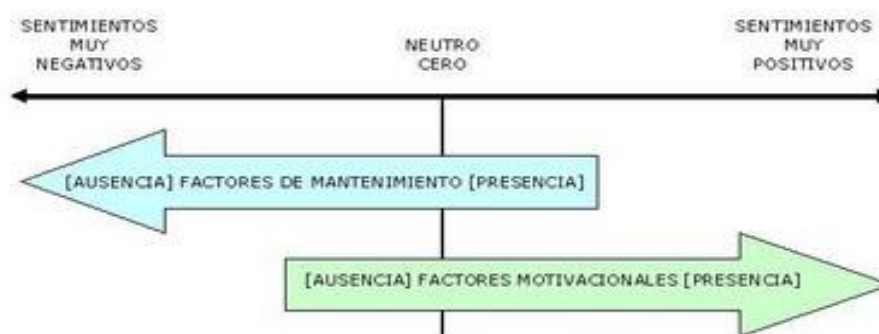 SENTIMIENTOS
MUY
NEGATIVOS
NEUTRO
CERO
SENTIMIENTOS
MUY
POSITIVOS
[AUSENCIA] FACTORES DE MANTENIMIENTO [PRESENCIA]
[AUSENCIA] FACTORES MOTIVACIONALES [PRESENCIA]